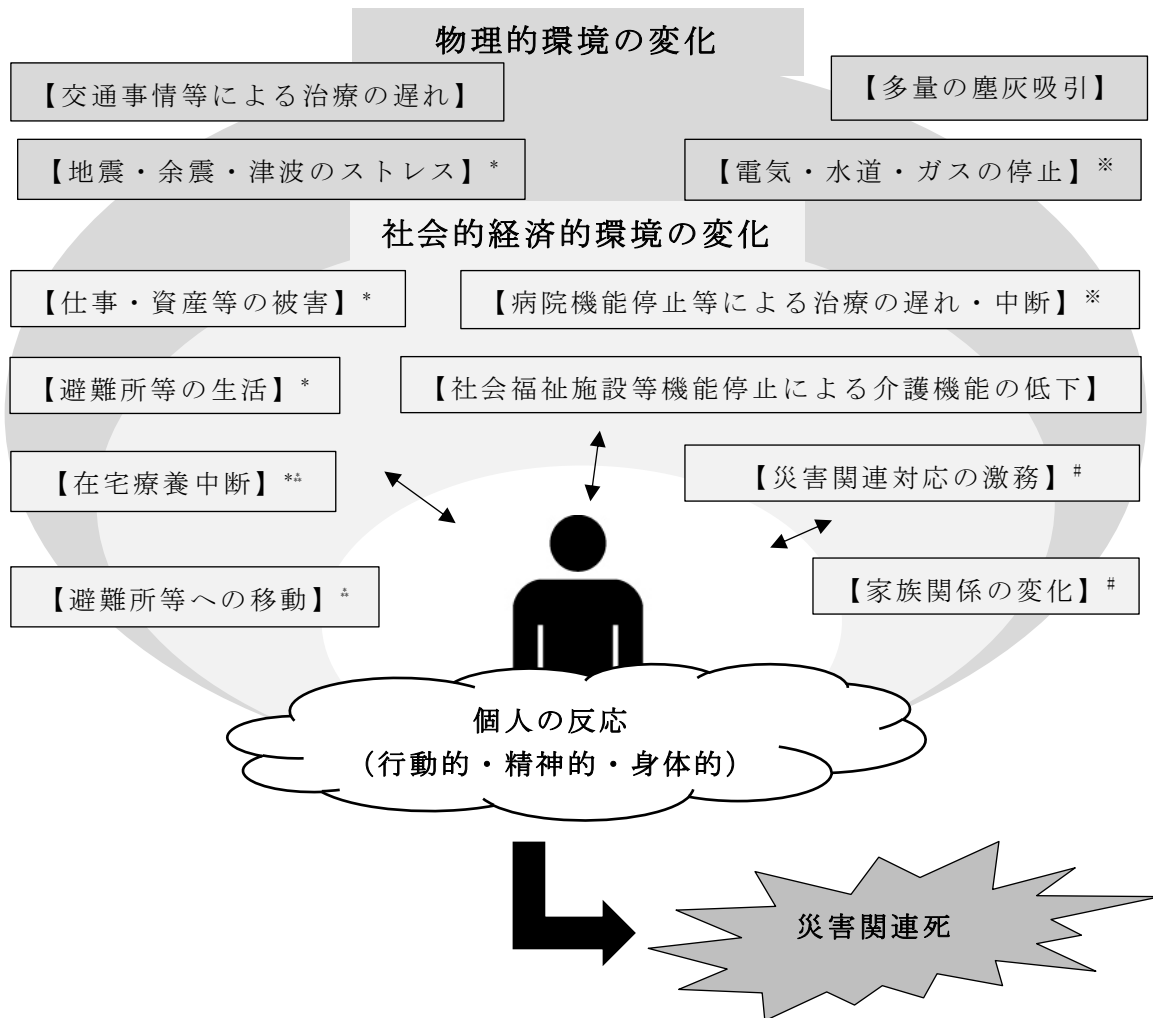 物理的環境の変化
【交通事情等による治療の遅れ】
【多量の塵灰吸引】
【地震・余震・津波のストレス】*
【電気・水道・ガスの停止】※
社会的経済的環境の変化
【仕事・資産等の被害】*
【病院機能停止等による治療の遅れ・中断】※
【避難所等の生活】*
【社会福祉施設等機能停止による介護機能の低下】
【在宅療養中断】*⁂
【災害関連対応の激務】#
【避難所等への移動】⁂
【家族関係の変化】#
個人の反応
(行動的・精神的・身体的)
災害関連死